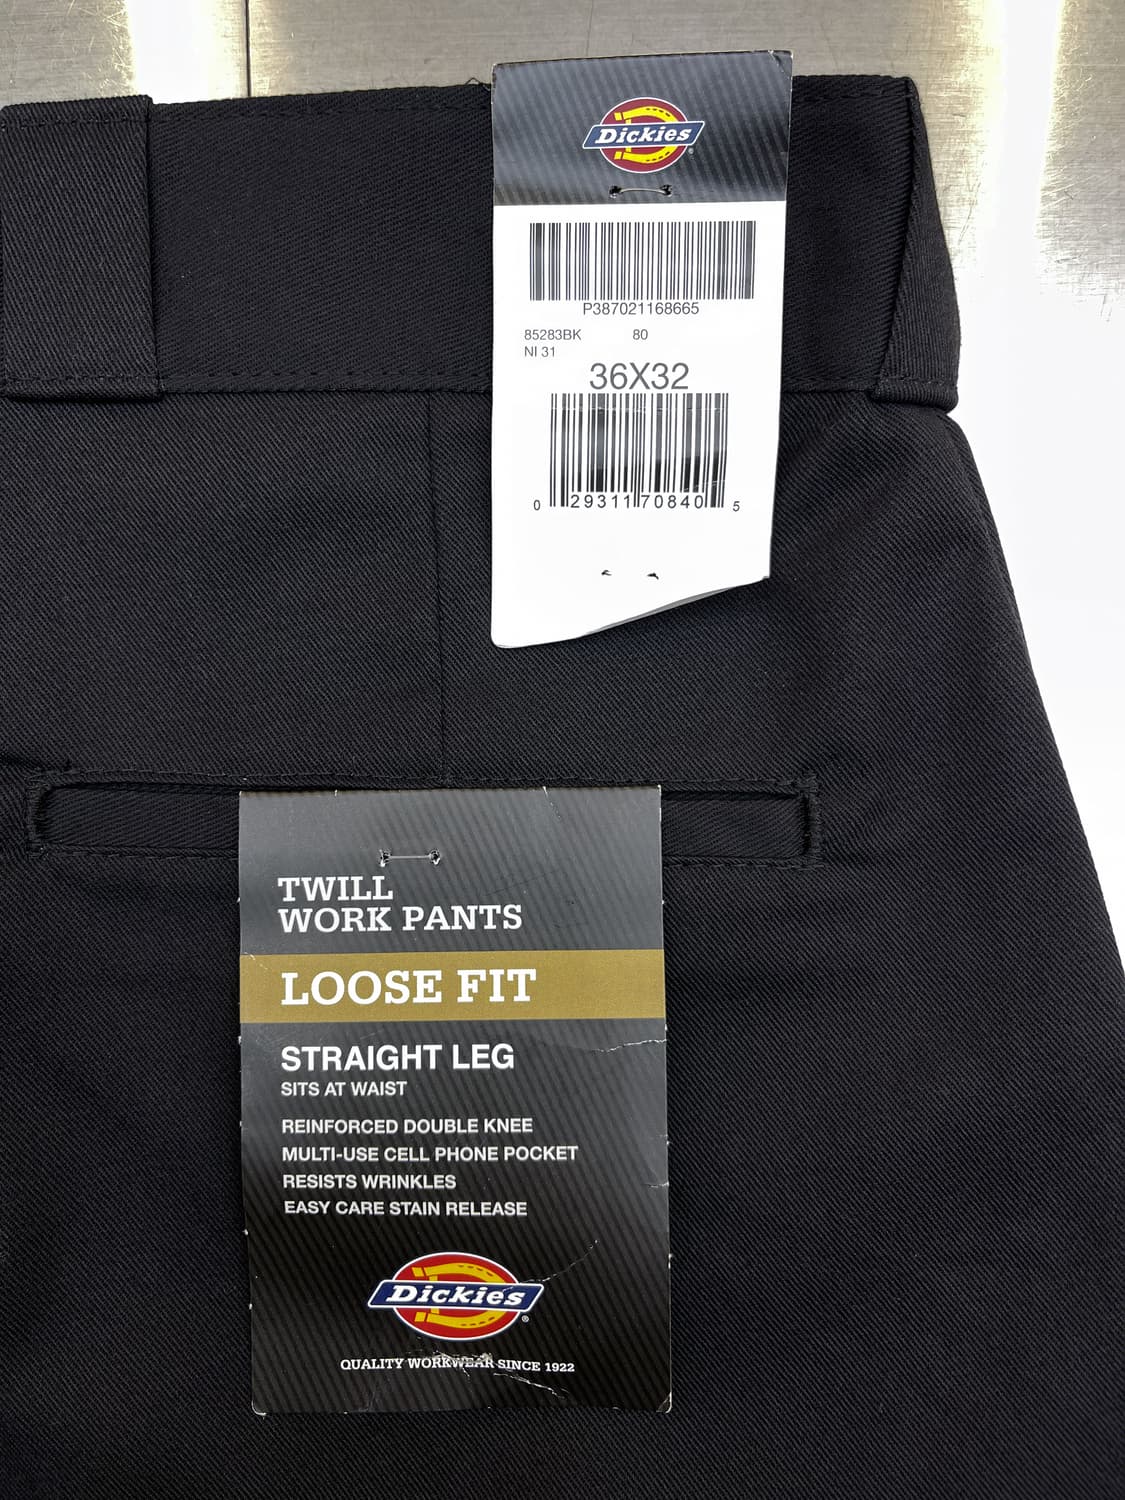 Dickies®
P387021168665
85283BK 80
NI 31
36X32
0 29311 70840 5
TWILL
WORK PANTS
LOOSE FIT
STRAIGHT LEG
SITS AT WAIST
REINFORCED DOUBLE KNEE
MULTI-USE CELL PHONE POCKET
RESISTS WRINKLES
EASY CARE STAIN RELEASE
Dickies®
QUALITY WORKWEAR SINCE 1922